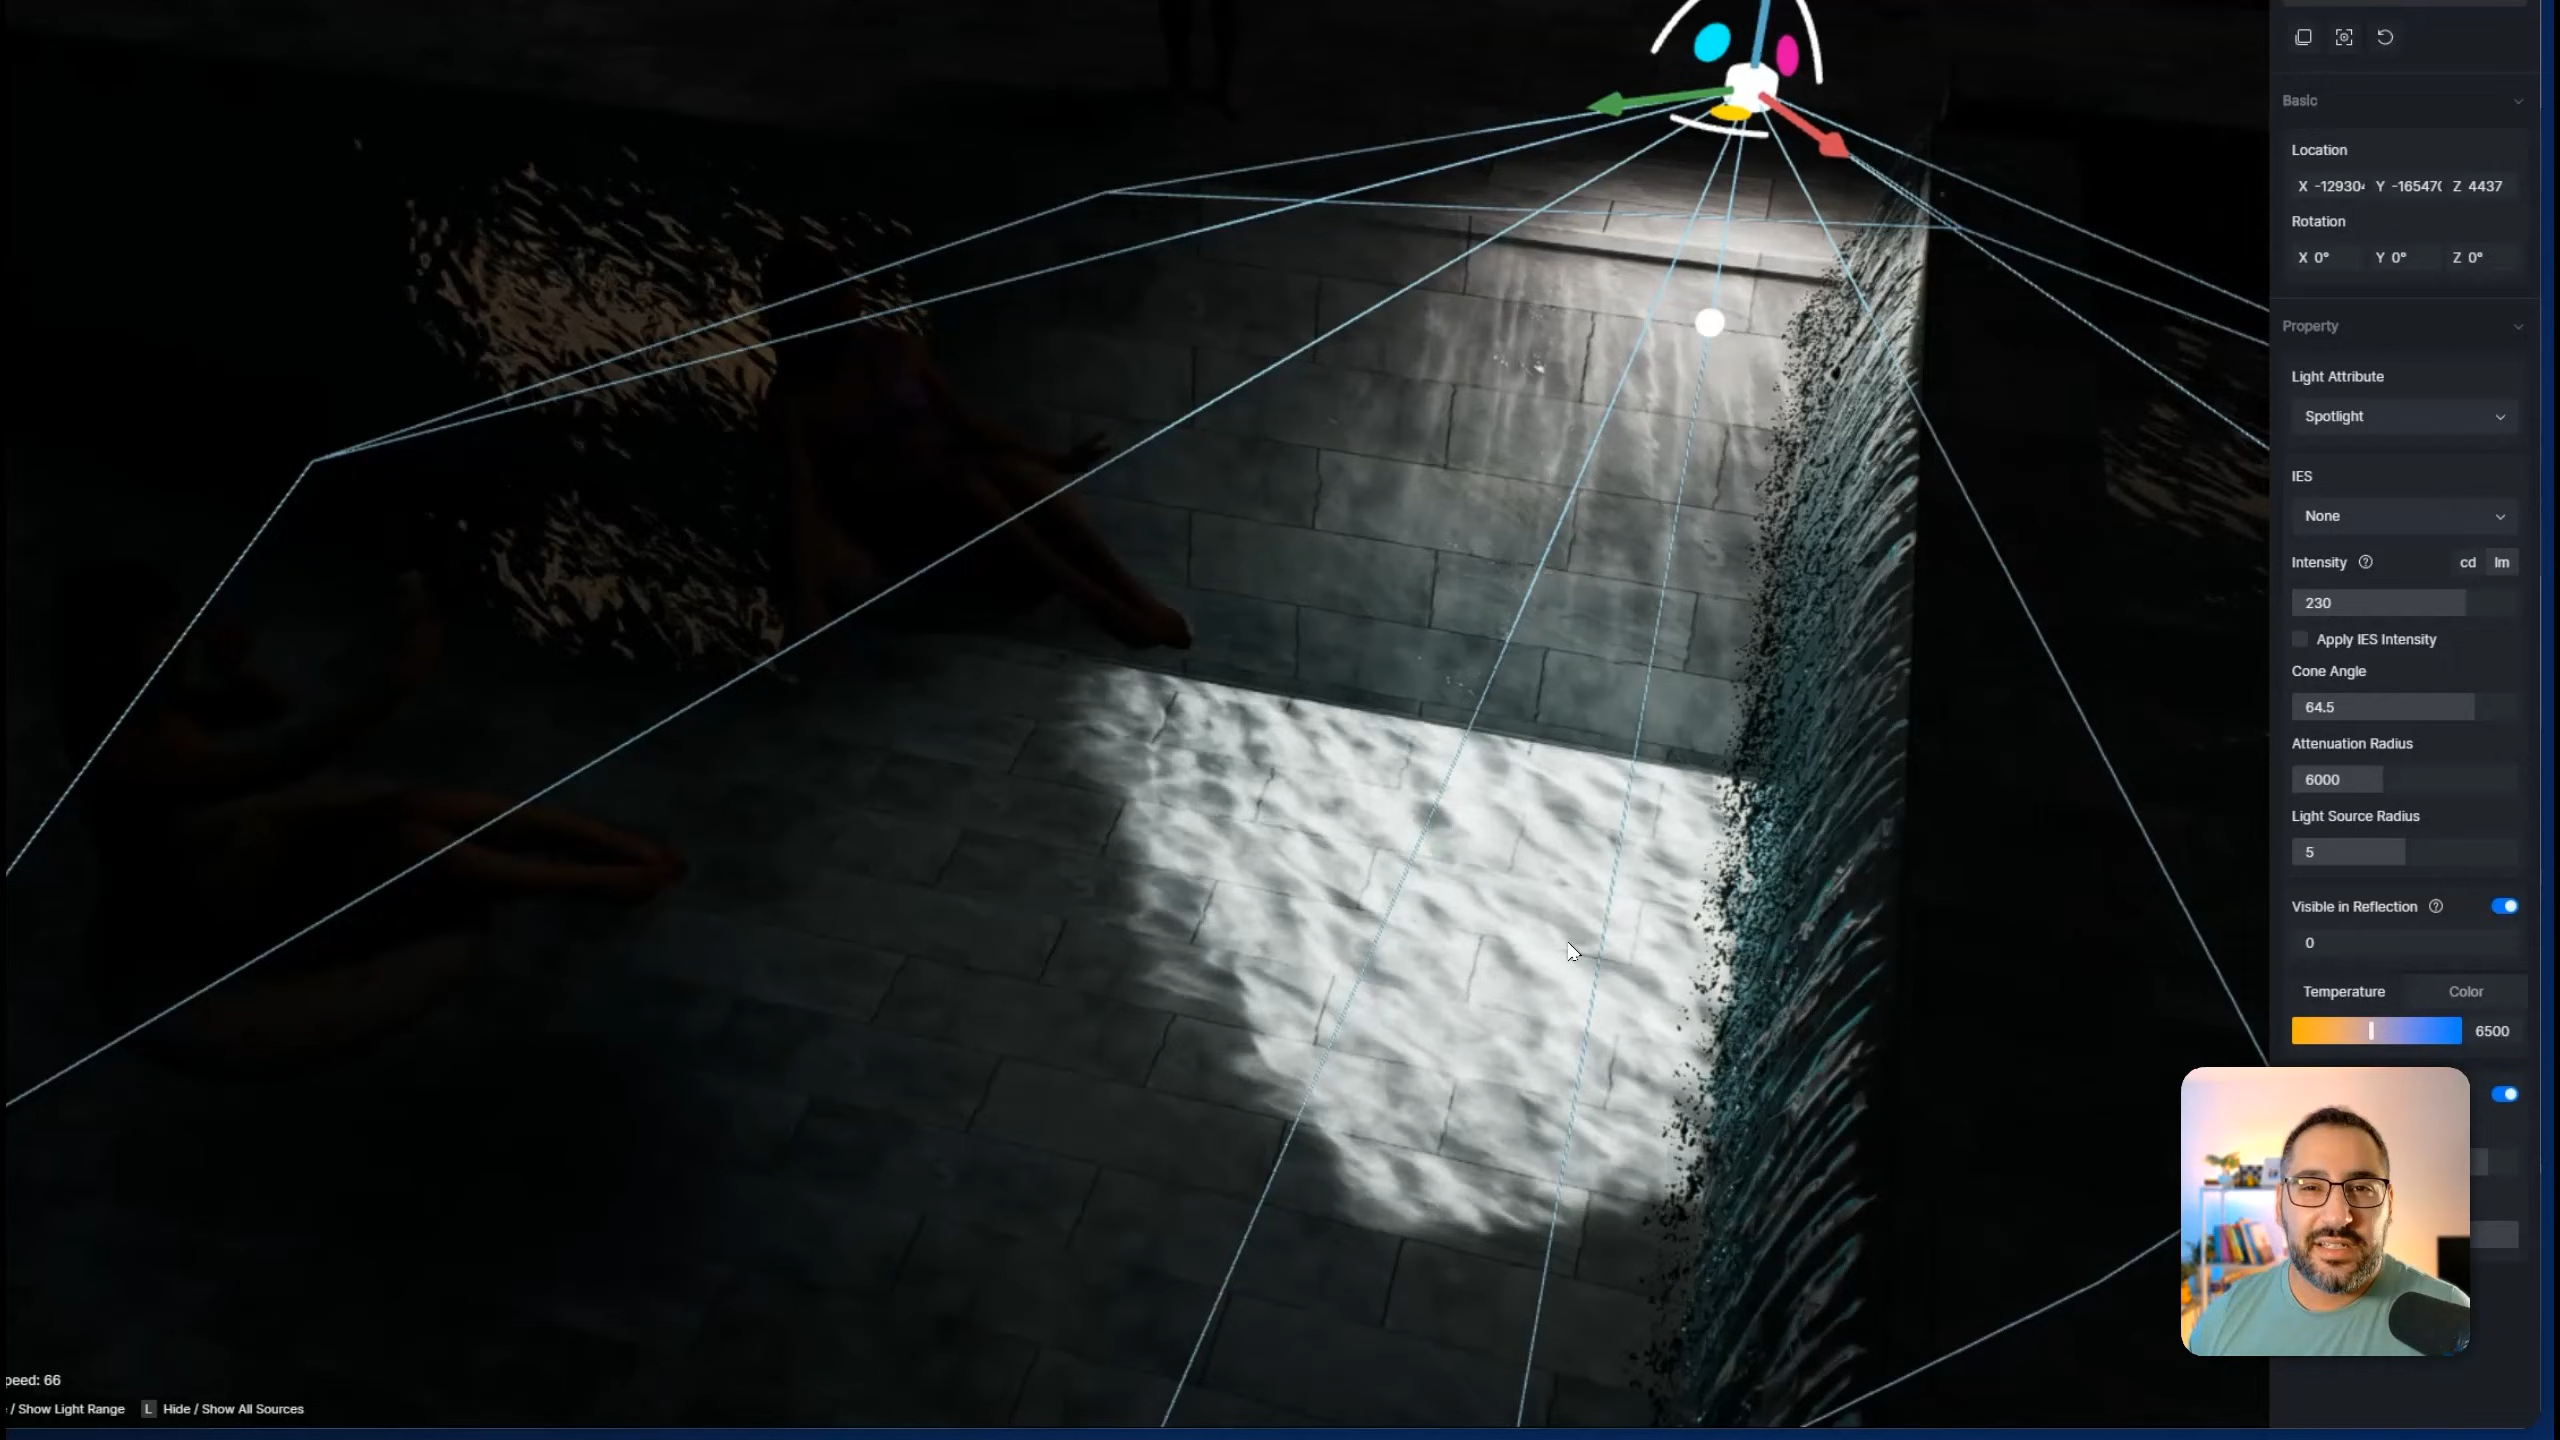 Basic
Location
X -12930 Y -16547 Z 4437
Rotation
X 0° Y 0° Z 0°
Property
Light Attribute
Spotlight
IES
None
Intensity cd lm
230
Apply IES Intensity
Cone Angle
64.5
Attenuation Radius
6000
Light Source Radius
5
Visible in Reflection
0
Temperature Color
6500
peed: 66
/ Show Light Range L Hide / Show All Sources